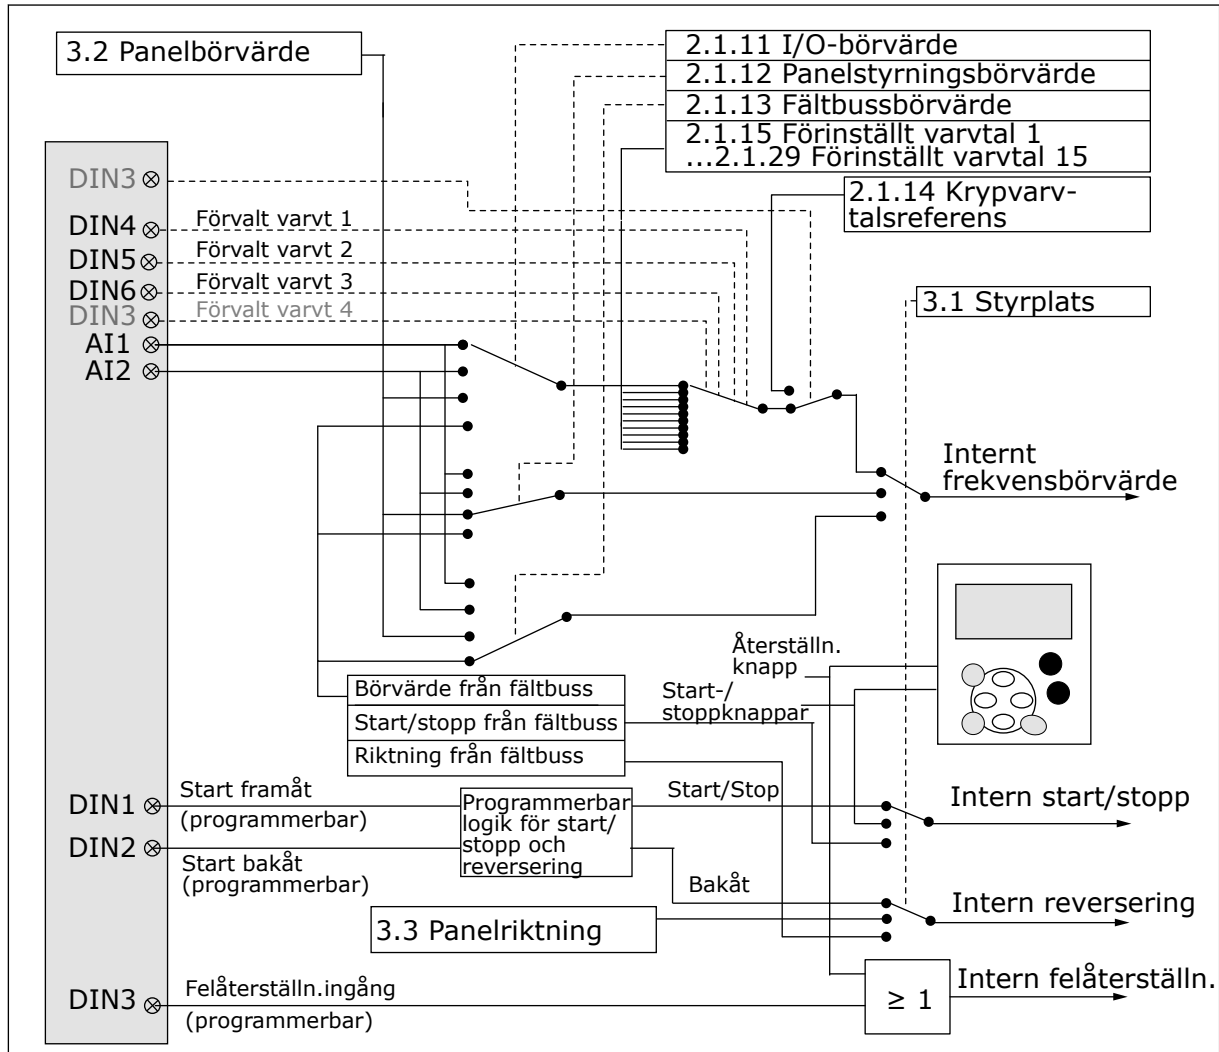 3.2 Panelbörvärde
2.1.11 I/O-börvärde
2.1.12 Panelstyrningsbörvärde
2.1.13 Fältbussbörvärde
2.1.15 Förinställt varvtal 1
...2.1.29 Förinställt varvtal 15
2.1.14 Krypvarv-
talsreferens
3.1 Styrplats
DIN3
DIN4
Förvalt varvt 1
DIN5
Förvalt varvt 2
DIN6
Förvalt varvt 3
DIN3
Förvalt varvt 4
AI1
AI2
Internt
frekvensbörvärde
Återställn.
knapp
Start-/
stoppknappar
Börvärde från fältbuss
Start/stopp från fältbuss
Riktning från fältbuss
DIN1
Start framåt
(programmerbar)
DIN2
Start bakåt
(programmerbar)
Programmerbar
logik för start/
stopp och
reversering
Start/Stop
Bakåt
Intern start/stopp
3.3 Panelriktning
Intern reversering
DIN3
Felåterställn.ingång
(programmerbar)
≥ 1
Intern felåterställn.